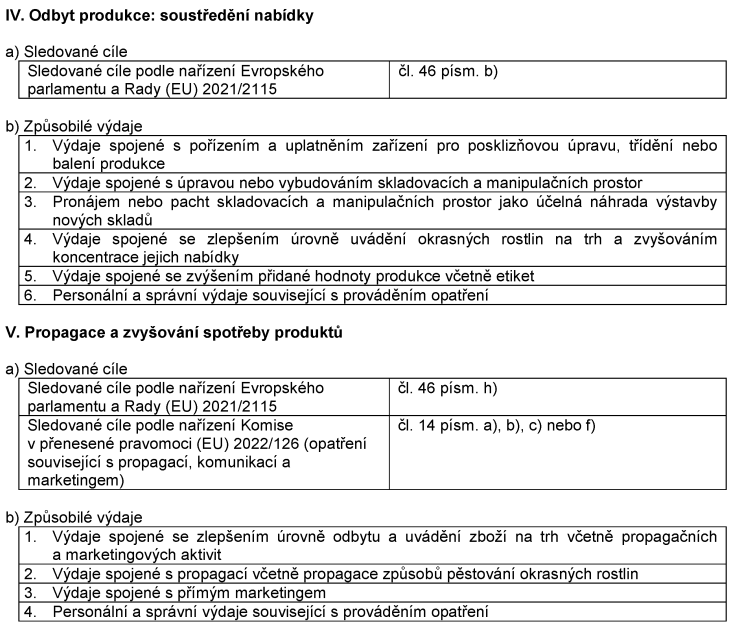 IV. Odbyt produkce: soustředění nabídky
a) Sledované cíle
Sledované cíle podle nařízení Evropského
parlamentu a Rady (EU) 2021/2115
čl. 46 písm. b)
b) Způsobilé výdaje
1. Výdaje spojené s pořízením a uplatněním zařízení pro posklizňovou úpravu, třídění nebo
balení produkce
2. Výdaje spojené s úpravou nebo vybudováním skladovacích a manipulačních prostor
3. Pronájem nebo pacht skladovacích a manipulačních prostor jako účelná náhrada výstavby
nových skladů
4. Výdaje spojené se zlepšením úrovně uvádění okrasných rostlin na trh a zvyšováním
koncentrace jejich nabídky
5. Výdaje spojené se zvýšením přidané hodnoty produkce včetně etiket
6. Personální a správní výdaje související s prováděním opatření
V. Propagace a zvyšování spotřeby produktů
a) Sledované cíle
Sledované cíle podle nařízení Evropského
parlamentu a Rady (EU) 2021/2115
čl. 46 písm. h)
Sledované cíle podle nařízení Komise
v přenesené pravomoci (EU) 2022/126 (opatření
související s propagací, komunikací a
marketingem)
čl. 14 písm. a), b), c) nebo f)
b) Způsobilé výdaje
1. Výdaje spojené se zlepšením úrovně odbytu a uvádění zboží na trh včetně propagačních
a marketingových aktivit
2. Výdaje spojené s propagací včetně propagace způsobů pěstování okrasných rostlin
3. Výdaje spojené s přímým marketingem
4. Personální a správní výdaje související s prováděním opatření